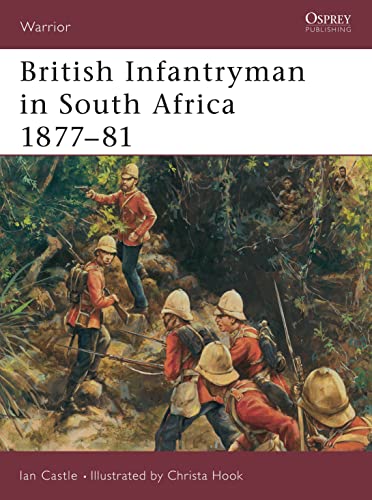 Warrior
OSPREY
PUBLISHING
British Infantryman
in South Africa
1877–81
Ian Castle • Illustrated by Christa Hook